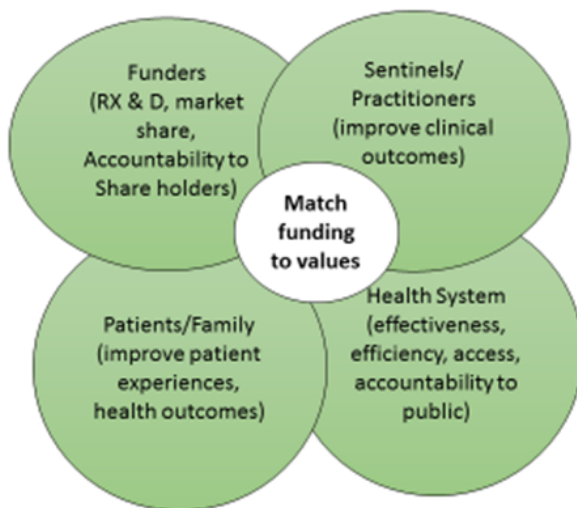 Funders
(RX & D, market
share,
Accountability to
Share holders)
Sentinels/
Practitioners
(improve clinical
outcomes)
Match
funding
to values
Patients/Family
(improve patient
experiences,
health outcomes)
Health System
(effectiveness,
efficiency, access,
accountability to
public)